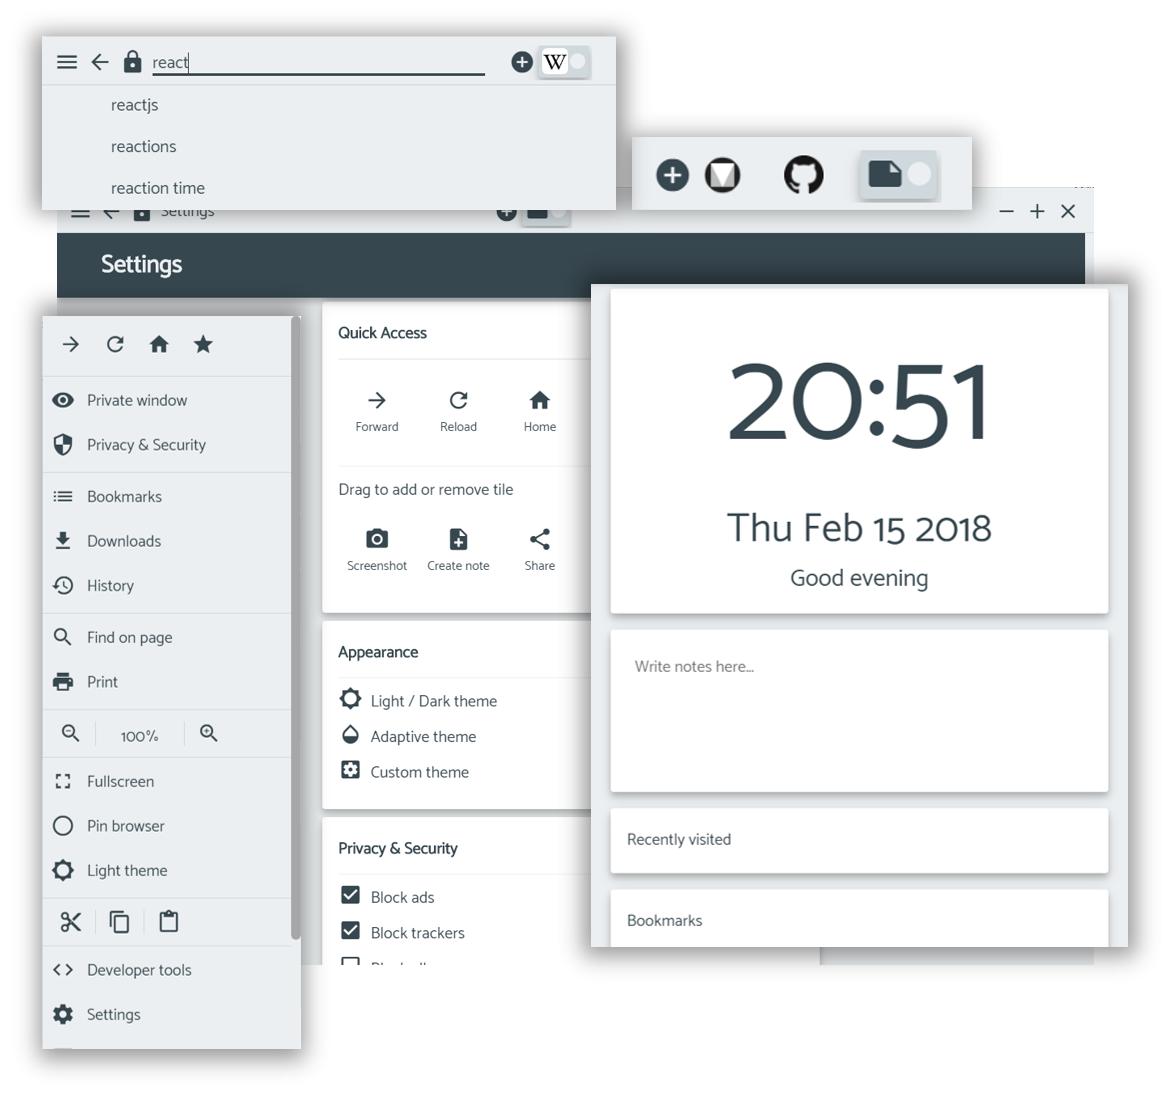 react
W
reactjs
reactions
reaction time
Settings
Settings
Private window
Privacy & Security
Bookmarks
Downloads
History
Find on page
Print
100%
Fullscreen
Pin browser
Light theme
Developer tools
Settings
Quick Access
Forward
Reload
Home
Drag to add or remove tile
Screenshot
Create note
Share
Appearance
Light / Dark theme
Adaptive theme
Custom theme
Privacy & Security
Block ads
Block trackers
20:51
Thu Feb 15 2018
Good evening
Write notes here...
Recently visited
Bookmarks